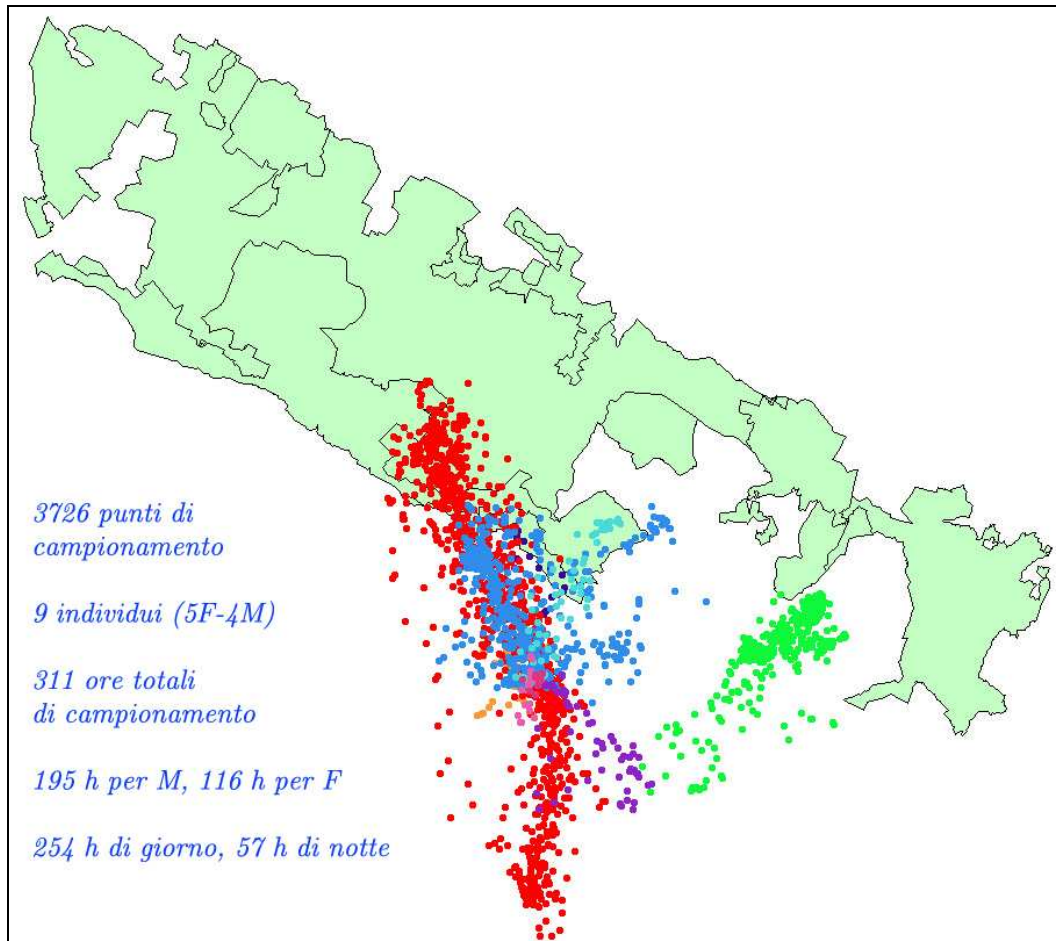 3726 punti di
campionamento
9 individui (5F-4M)
311 ore totali
di campionamento
195 h per M, 116 h per F
254 h di giorno, 57 h di notte